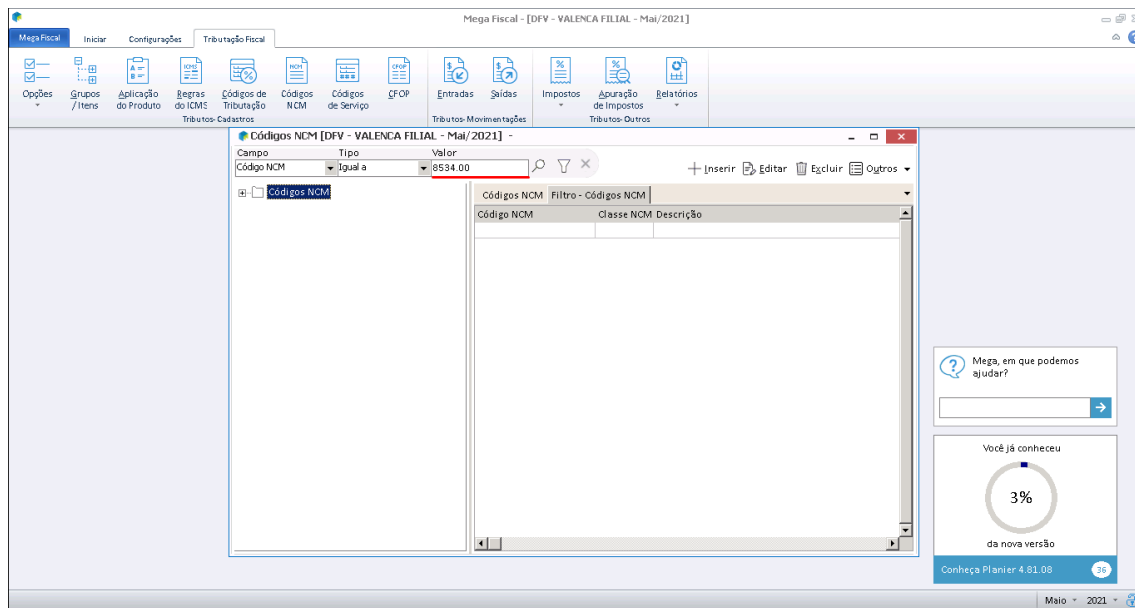 Mega Fiscal - [DFV - VALENCA FILIAL - Mai/2021]
Mega Fiscal Iniciar Configurações Tributação Fiscal
Opções Grupos / Itens Aplicação do Produto Regras do ICMS Códigos de Tributação Códigos NCM Códigos de Serviço CFOP Entradas Saídas Impostos Apuração de Impostos Relatórios
Tributos- Cadastros Tributos- Movimentações Tributos- Outros
Códigos NCM [DFV - VALENCA FILIAL - Mai/2021] -
Campo Tipo Valor
Código NCM Igual a 8534.00
Inserir Editar Excluir Outros
Códigos NCM
Códigos NCM Filtro - Códigos NCM
Código NCM Classe NCM Descrição
Mega, em que podemos
ajudar?
Você já conheceu
3%
da nova versão
Conheça Planier 4.81.08 36
Maio 2021